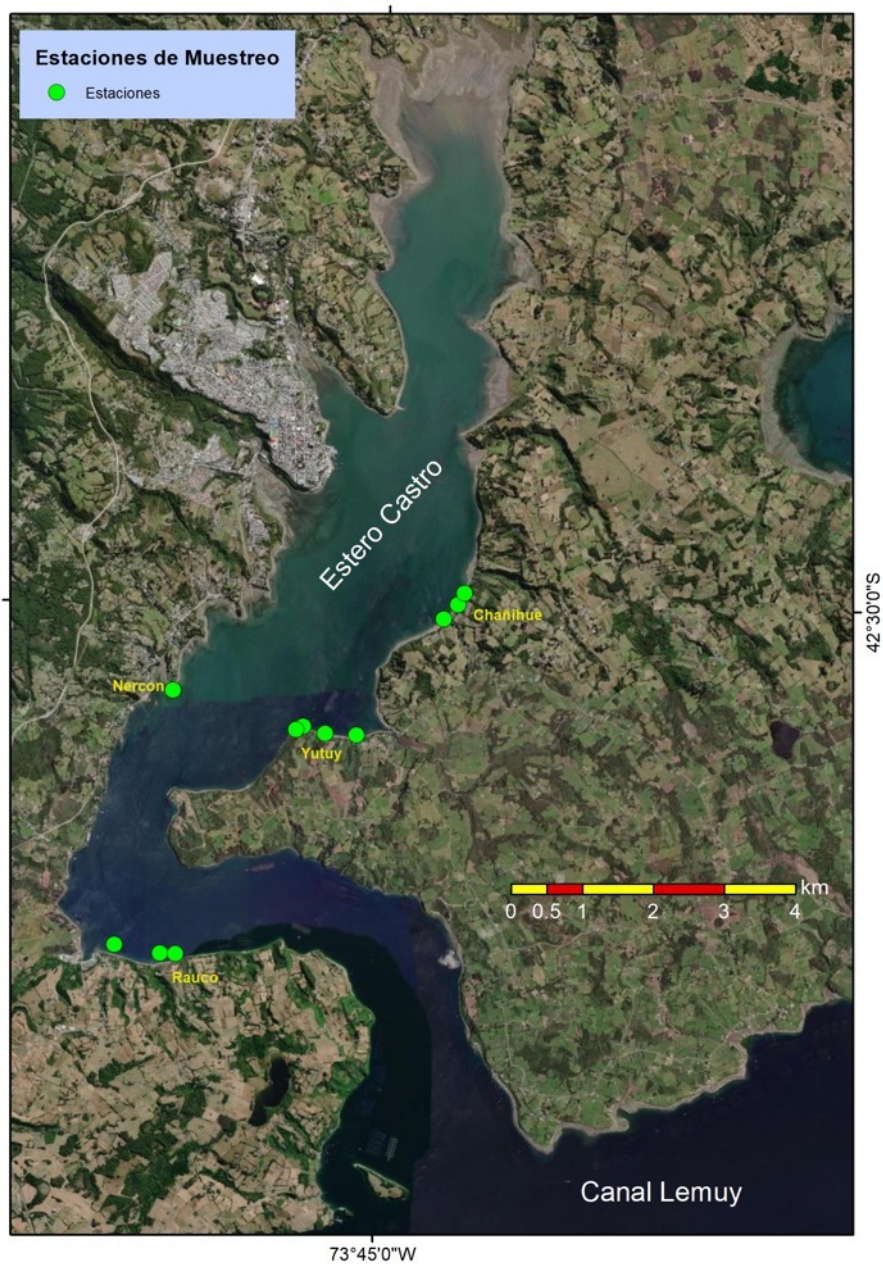 Estaciones de Muestreo
Estaciones
Estero Castro
Chañihue
42°30'0"S
Nercon
Yutuy
km
0 0.5 1 2 3 4
Rauco
Canal Lemuy
73°45'0"W